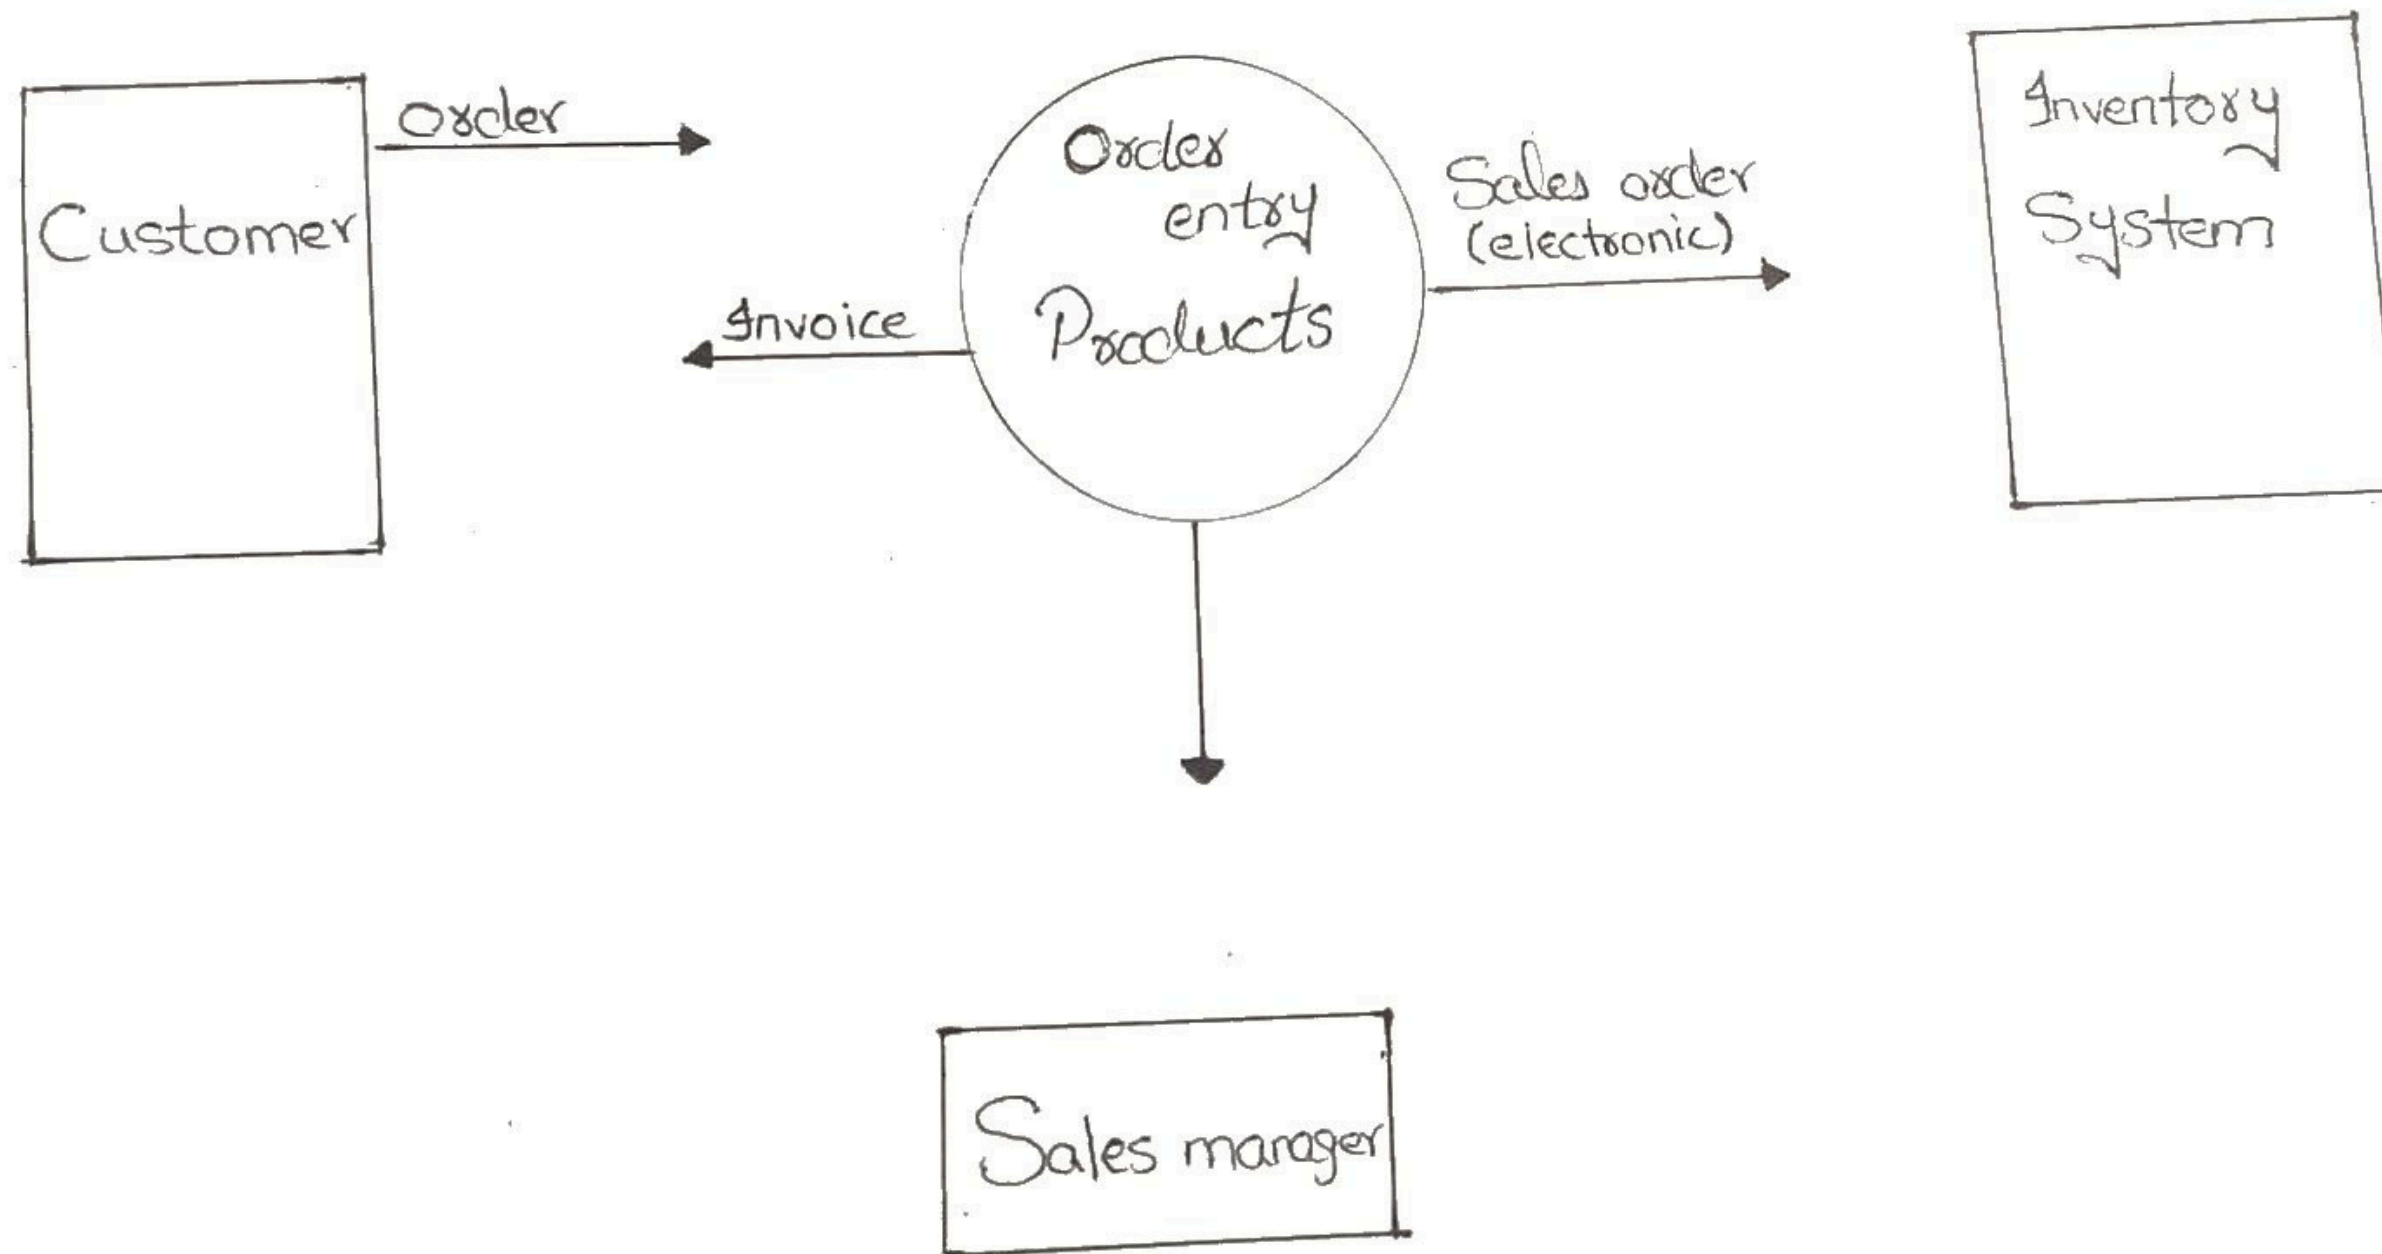 Customer
Order
Invoice
Order
entry
Products
Sales order
(electronic)
Inventory
System
Sales manager